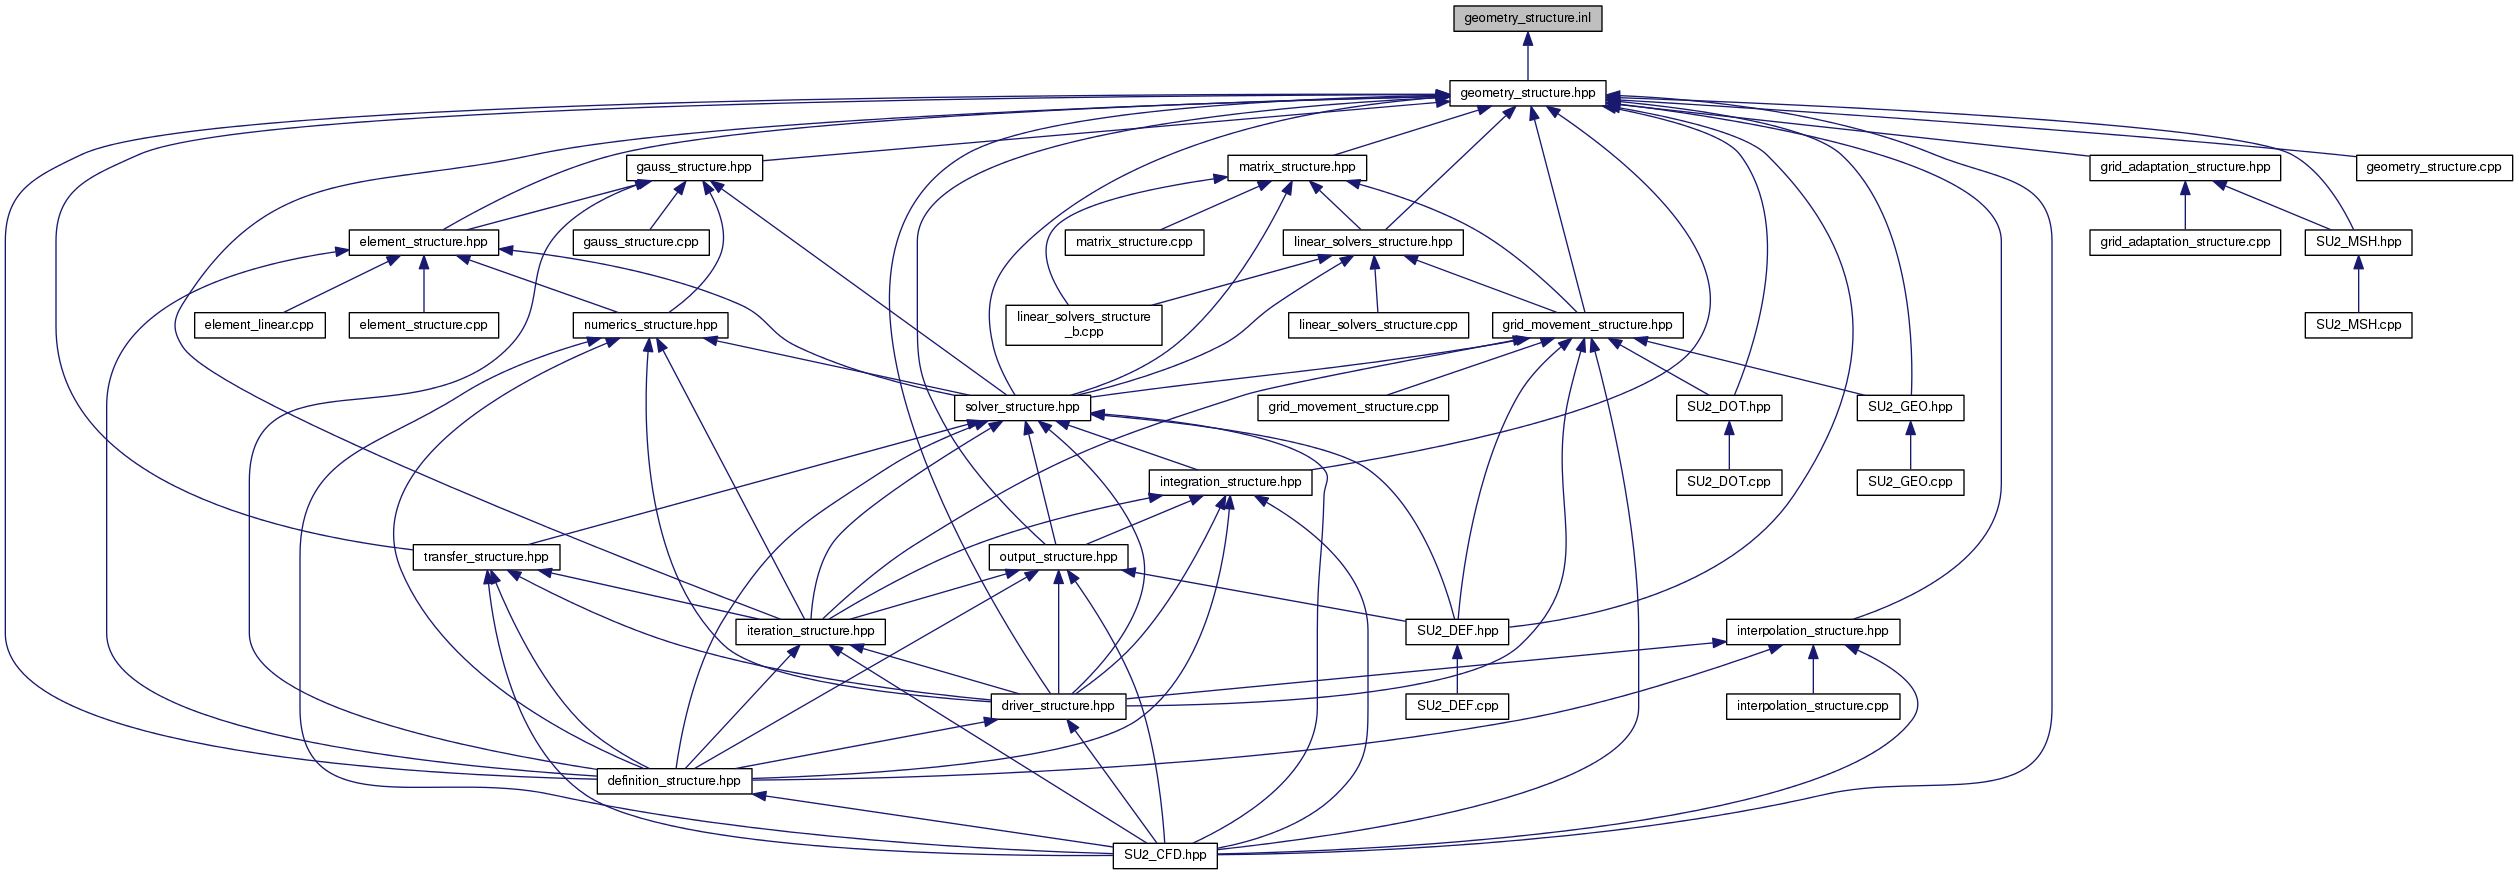 geometry_structure.inl
geometry_structure.hpp
gauss_structure.hpp
matrix_structure.hpp
grid_adaptation_structure.hpp
geometry_structure.cpp
element_structure.hpp
gauss_structure.cpp
matrix_structure.cpp
linear_solvers_structure.hpp
grid_adaptation_structure.cpp
SU2_MSH.hpp
element_linear.cpp
element_structure.cpp
numerics_structure.hpp
linear_solvers_structure
_b.cpp
linear_solvers_structure.cpp
grid_movement_structure.hpp
SU2_MSH.cpp
solver_structure.hpp
grid_movement_structure.cpp
SU2_DOT.hpp
SU2_GEO.hpp
integration_structure.hpp
SU2_DOT.cpp
SU2_GEO.cpp
transfer_structure.hpp
output_structure.hpp
iteration_structure.hpp
SU2_DEF.hpp
interpolation_structure.hpp
driver_structure.hpp
SU2_DEF.cpp
interpolation_structure.cpp
definition_structure.hpp
SU2_CFD.hpp